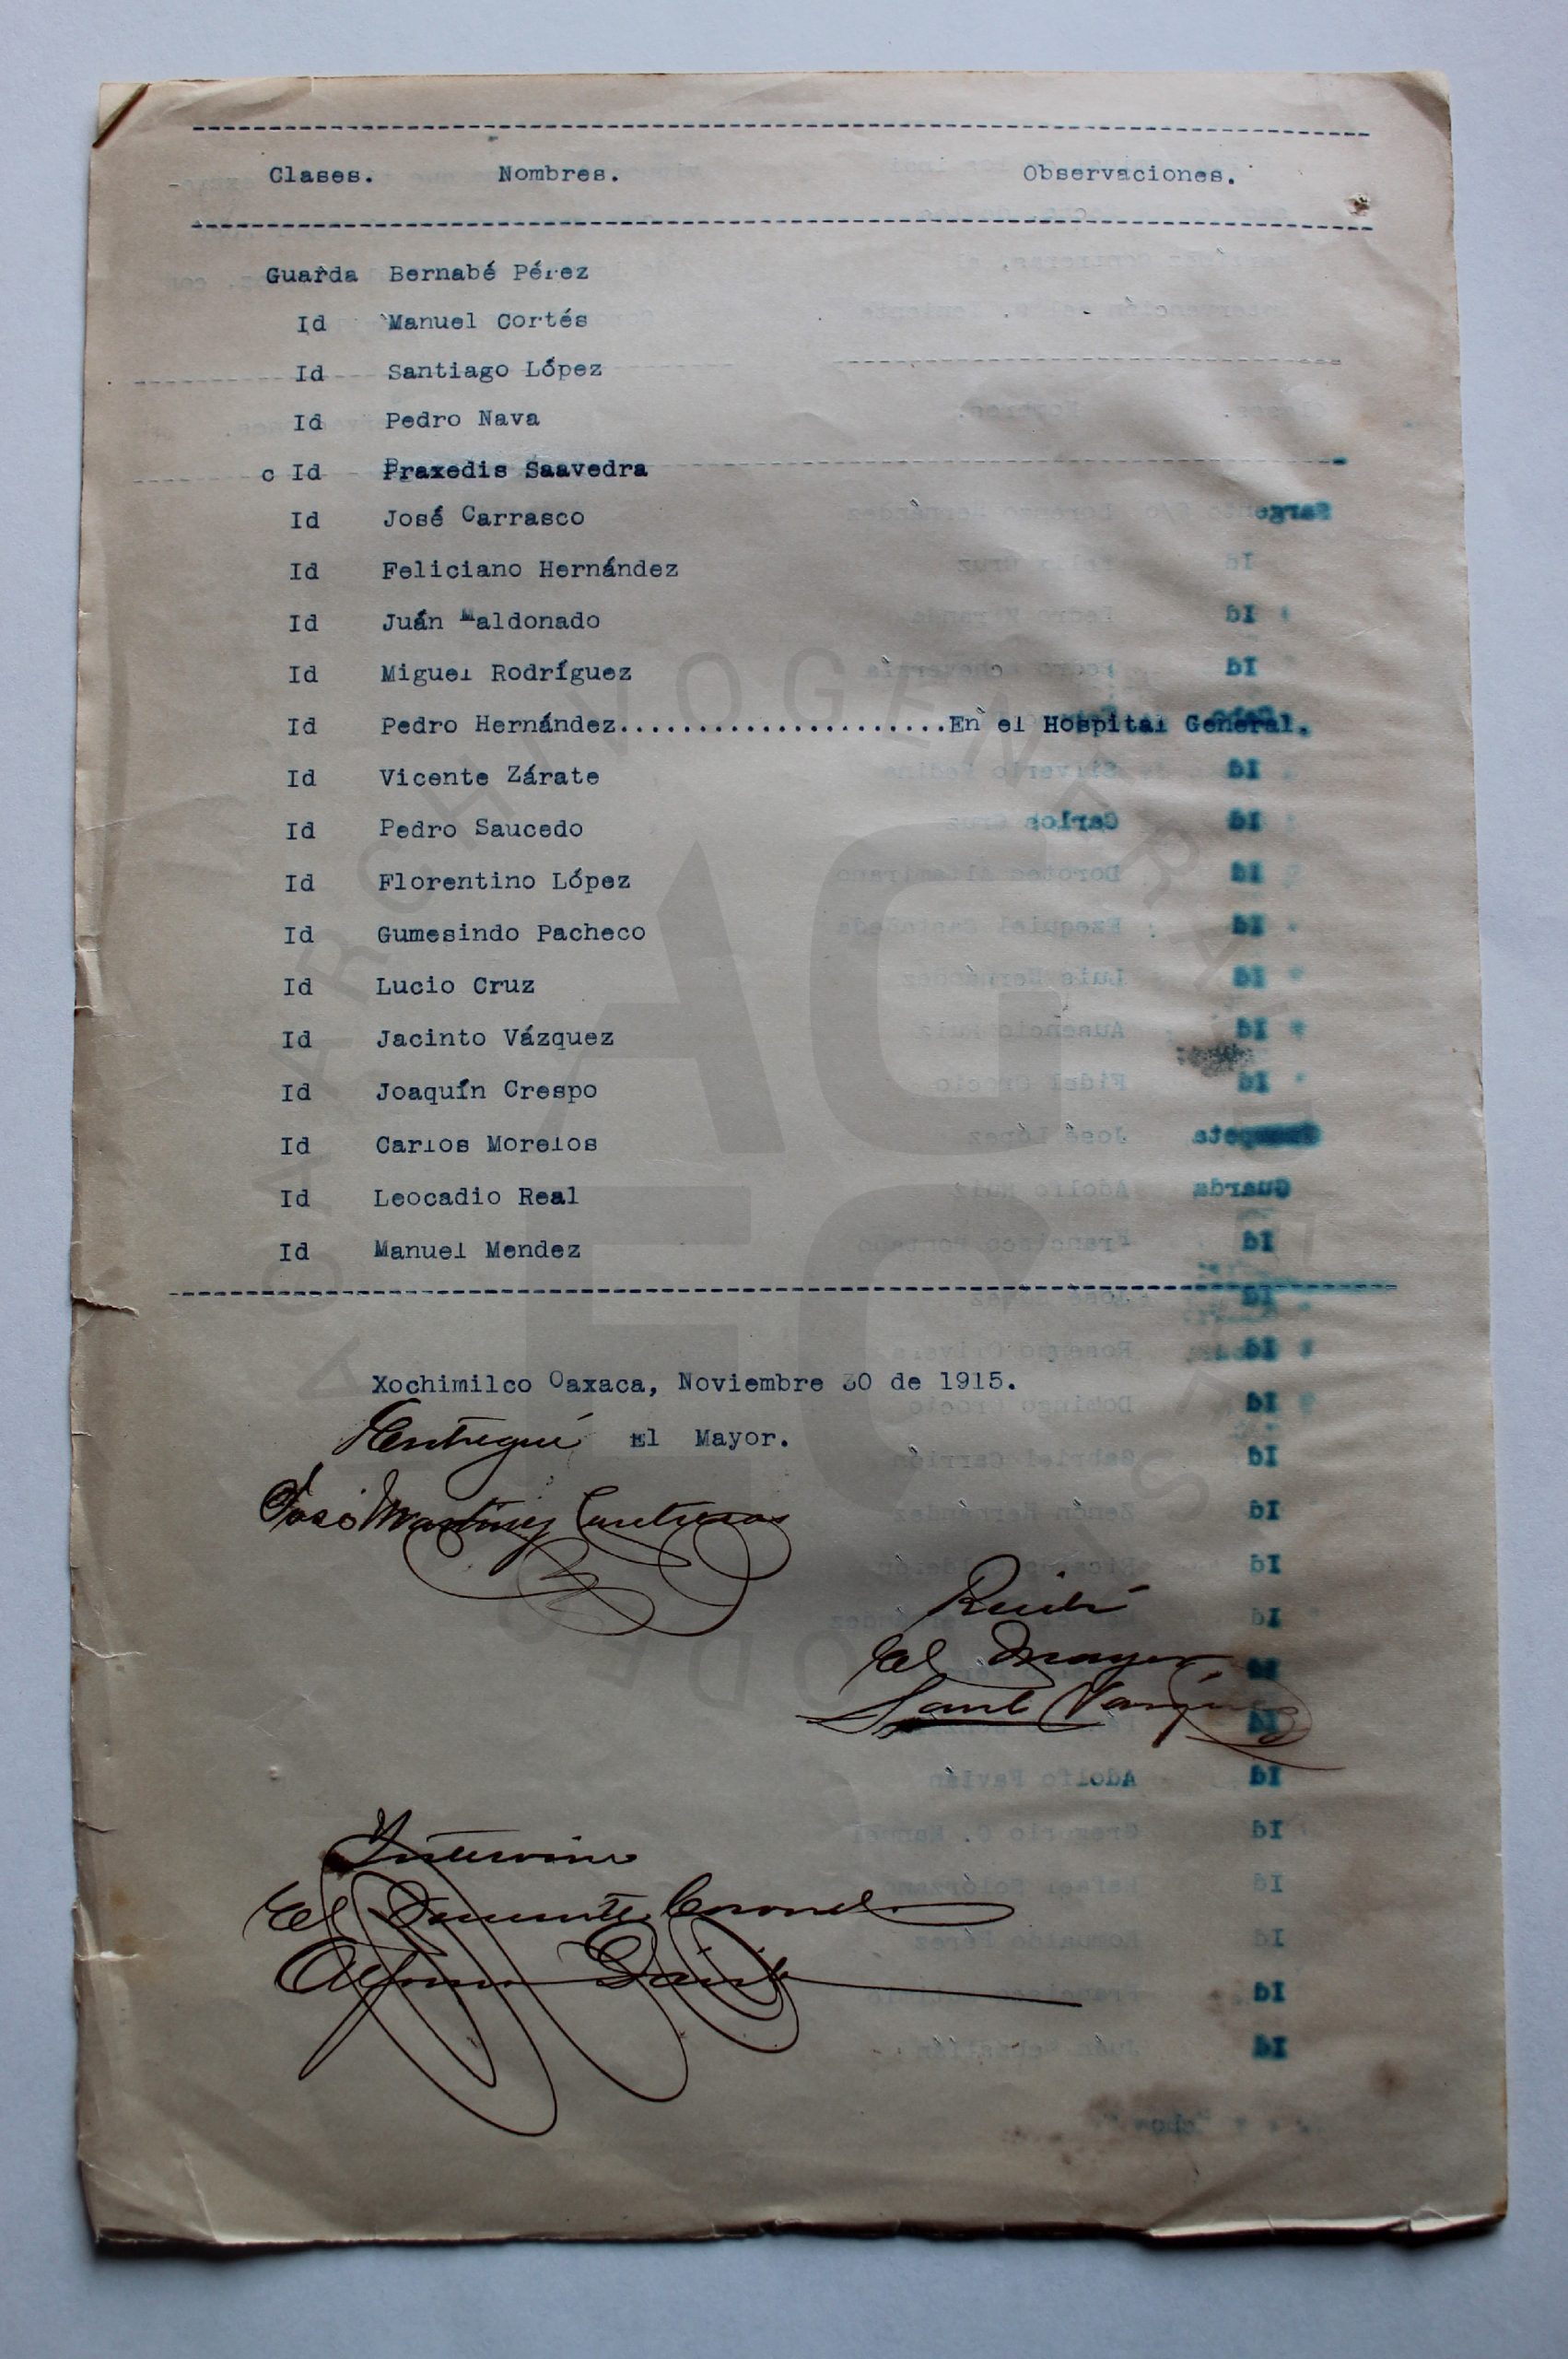 Clases. Nombres. Observaciones.
Guarda Bernabé Pérez
Id Manuel Cortés
Id Santiago López
Id Pedro Nava
c Id Praxedis Saavedra
Id José Carrasco
Id Feliciano Hernández
Id Juán Maldonado
Id Miguel Rodríguez
Id Pedro Hernández.....................En el Hospital General.
Id Vicente Zárate
Id Pedro Saucedo
Id Florentino López
Id Gumesindo Pacheco
Id Lucio Cruz
Id Jacinto Vázquez
Id Joaquín Crespo
Id Carlos Morelos
Id Leocadio Real
Id Manuel Mendez
Xochimilco Oaxaca, Noviembre 30 de 1915.
Entregué El Mayor.
José Martinez Contreras
Recibí
El Mayor
Intervine
El Teniente Coronel
AGEC